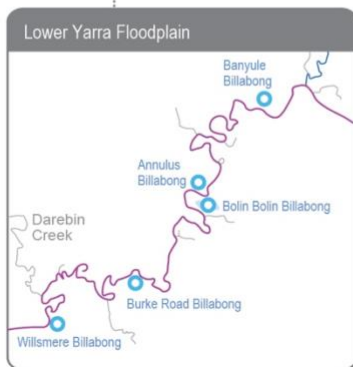 Lower Yarra Floodplain
Banyule
Billabong
Annulus
Billabong
Bolin Bolin Billabong
Darebin
Creek
Burke Road Billabong
Willsmere Billabong